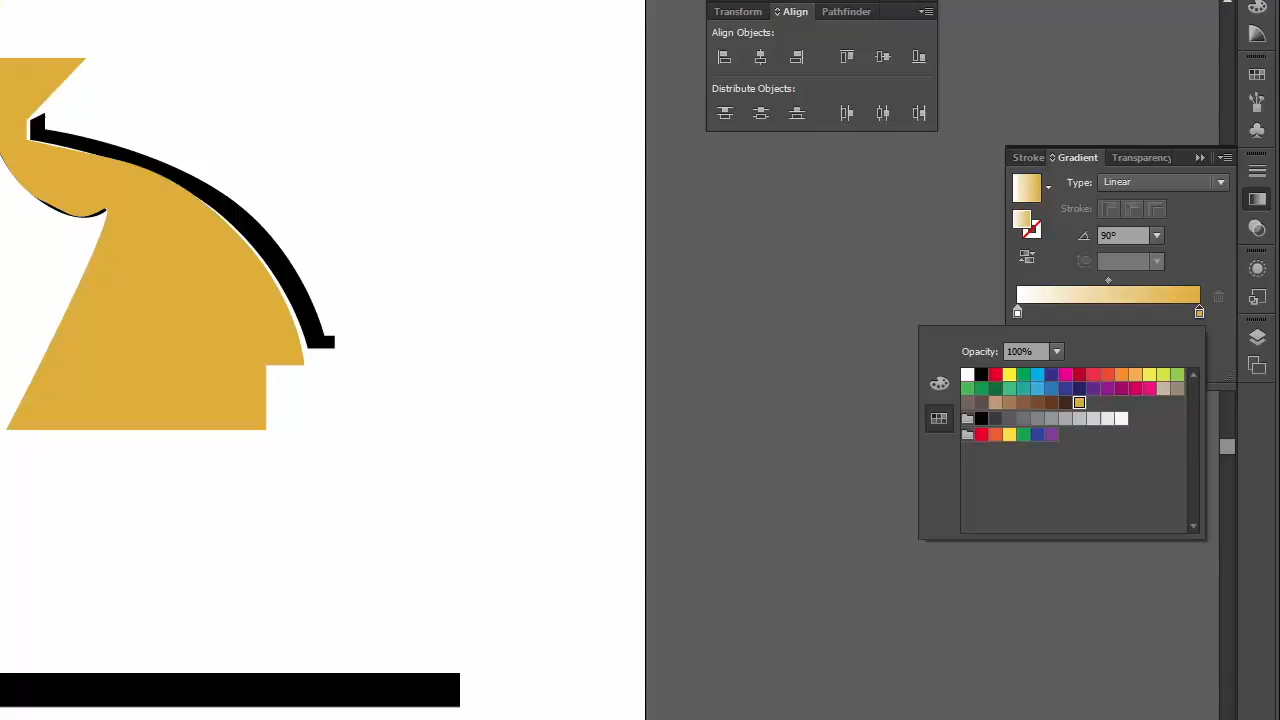 Transform Align Pathfinder
Align Objects:
Distribute Objects:
Stroke Gradient Transparency
Type: Linear
Stroke:
90°
Opacity: 100%